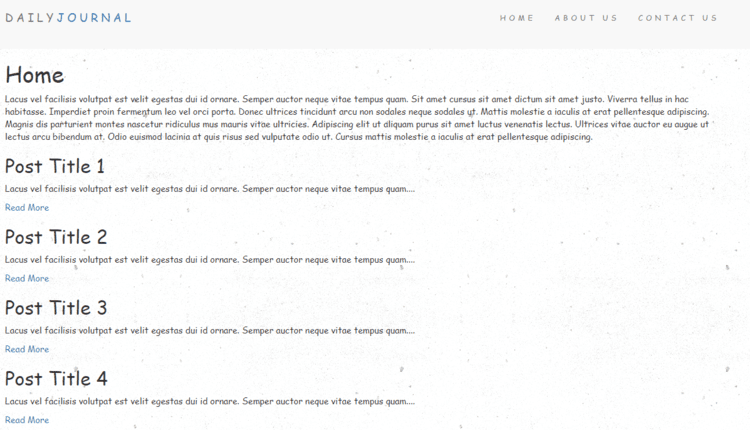 DAILYJOURNAL
HOME ABOUT US CONTACT US
Home
Lacus vel facilisis volutpat est velit egestas dui id ornare. Semper auctor neque vitae tempus quam. Sit amet cursus sit amet dictum sit amet justo. Viverra tellus in hac
habitasse. Imperdiet proin fermentum leo vel orci porta. Donec ultrices tincidunt arcu non sodales neque sodales ut. Mattis molestie a iaculis at erat pellentesque adipiscing.
Magnis dis parturient montes nascetur ridiculus mus mauris vitae ultricies. Adipiscing elit ut aliquam purus sit amet luctus venenatis lectus. Ultrices vitae auctor eu augue ut
lectus arcu bibendum at. Odio euismod lacinia at quis risus sed vulputate odio ut. Cursus mattis molestie a iaculis at erat pellentesque adipiscing.
Post Title 1
Lacus vel facilisis volutpat est velit egestas dui id ornare. Semper auctor neque vitae tempus quam....
Read More
Post Title 2
Lacus vel facilisis volutpat est velit egestas dui id ornare. Semper auctor neque vitae tempus quam....
Read More
Post Title 3
Lacus vel facilisis volutpat est velit egestas dui id ornare. Semper auctor neque vitae tempus quam....
Read More
Post Title 4
Lacus vel facilisis volutpat est velit egestas dui id ornare. Semper auctor neque vitae tempus quam....
Read More